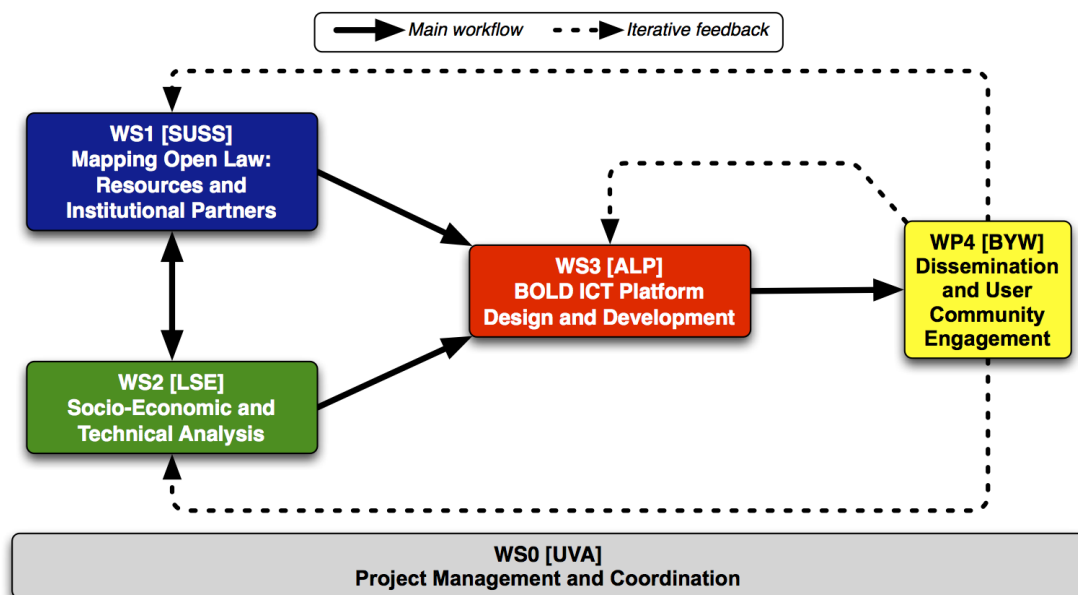 Main workflow
Iterative feedback
WS1 [SUSS]
Mapping Open Law:
Resources and
Institutional Partners
WS3 [ALP]
BOLD ICT Platform
Design and Development
WP4 [BYW]
Dissemination
and User
Community
Engagement
WS2 [LSE]
Socio-Economic and
Technical Analysis
WS0 [UVA]
Project Management and Coordination